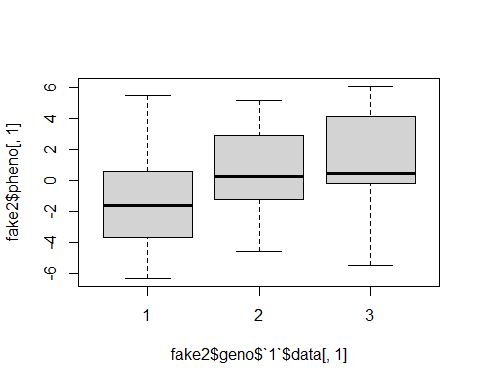 fake2$pheno[, 1]
6
4
2
0
-2
-4
-6
1 2 3
fake2$geno$`1`$data[, 1]